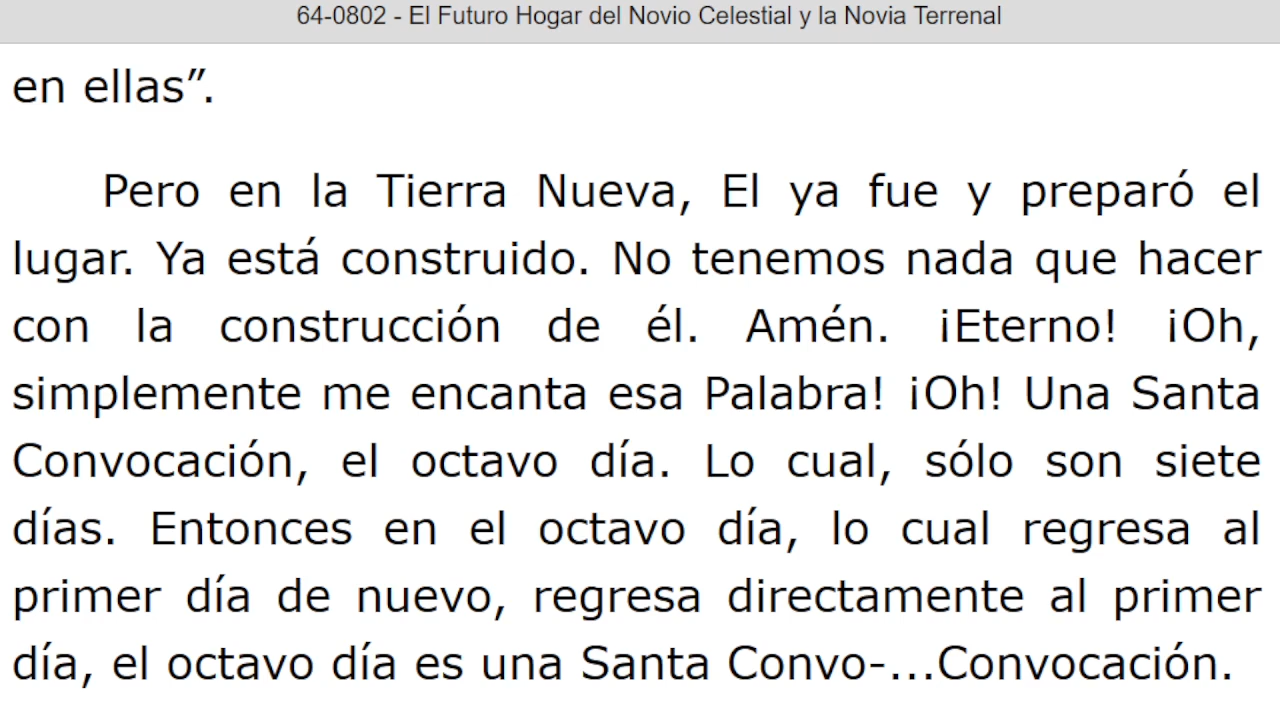 64-0802 - El Futuro Hogar del Novio Celestial y la Novia Terrenal
en ellas”.
Pero en la Tierra Nueva, El ya fue y preparó el
lugar. Ya está construido. No tenemos nada que hacer
con la construcción de él. Amén. ¡Eterno! ¡Oh,
simplemente me encanta esa Palabra! ¡Oh! Una Santa
Convocación, el octavo día. Lo cual, sólo son siete
días. Entonces en el octavo día, lo cual regresa al
primer día de nuevo, regresa directamente al primer
día, el octavo día es una Santa Convo-...Convocación.